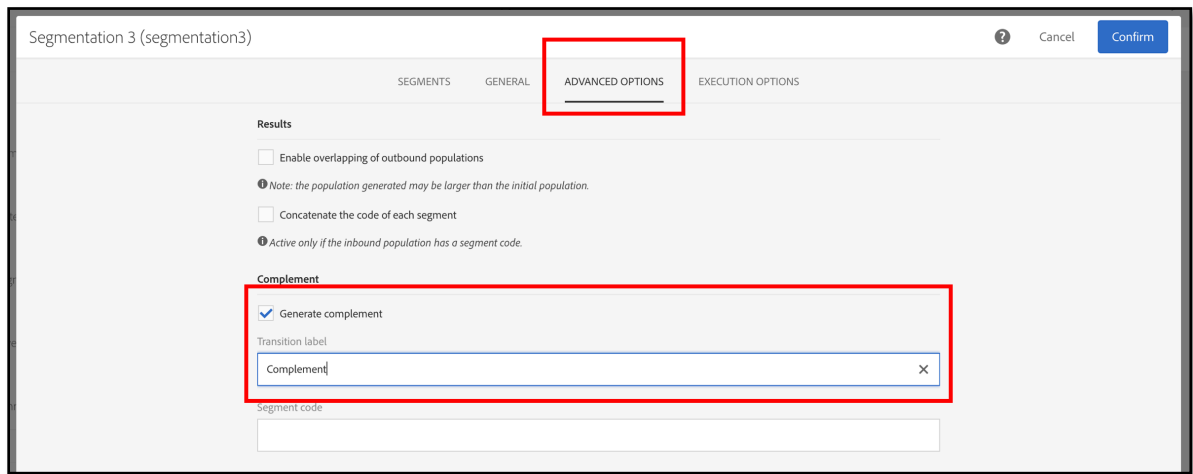 Segmentation 3 (segmentation3)
? Cancel Confirm
SEGMENTS GENERAL ADVANCED OPTIONS EXECUTION OPTIONS
Results
Enable overlapping of outbound populations
Note: the population generated may be larger than the initial population.
Concatenate the code of each segment
Active only if the inbound population has a segment code.
Complement
Generate complement
Transition label
Complement
Segment code